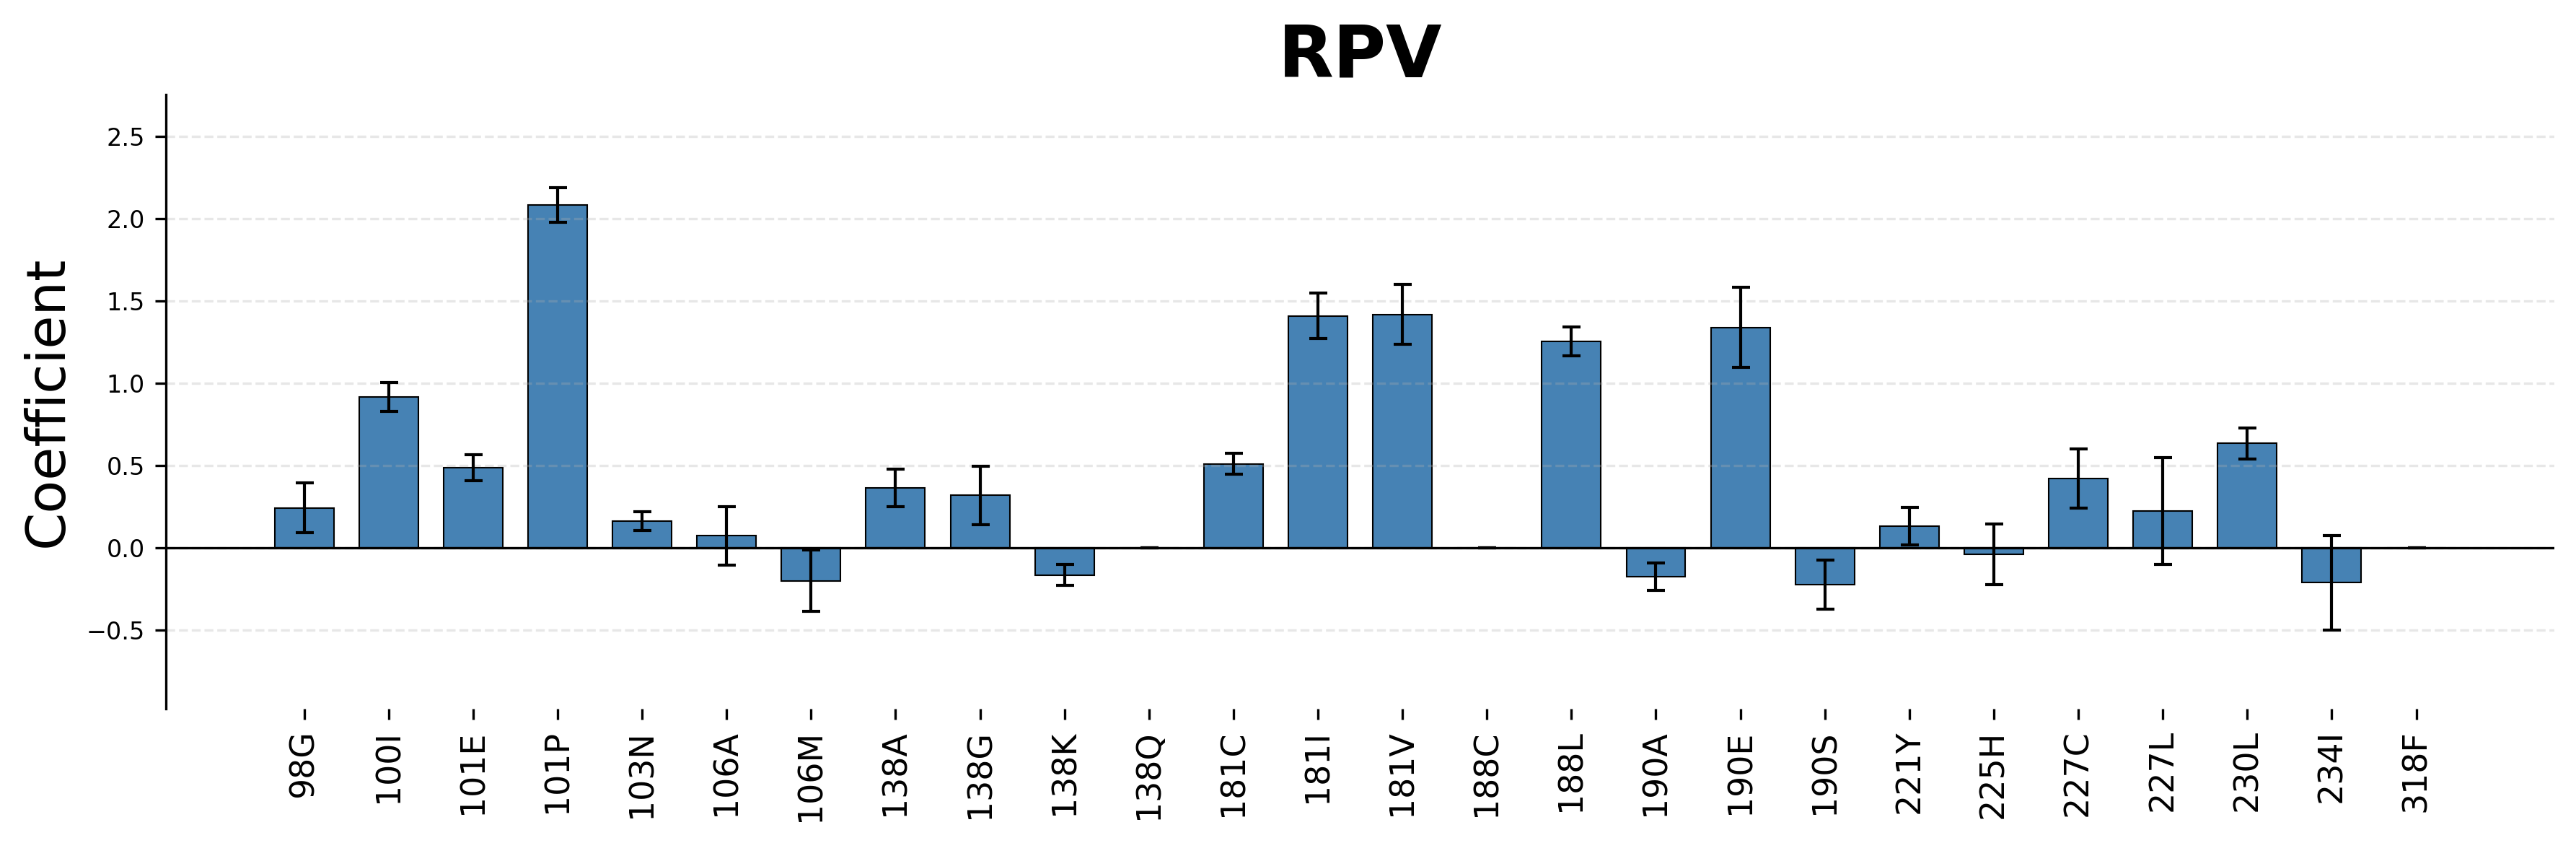 RPV
Coefficient
2.5
2.0
1.5
1.0
0.5
0.0
−0.5
98G
100I
101E
101P
103N
106A
106M
138A
138G
138K
138Q
181C
181I
181V
188C
188L
190A
190E
190S
221Y
225H
227C
227L
230L
234I
318F